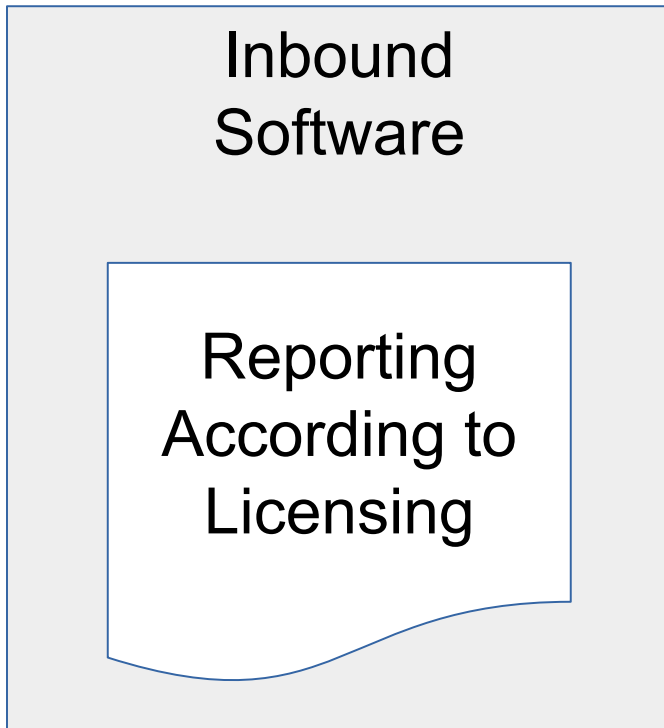 Inbound
Software
Reporting
According to
Licensing